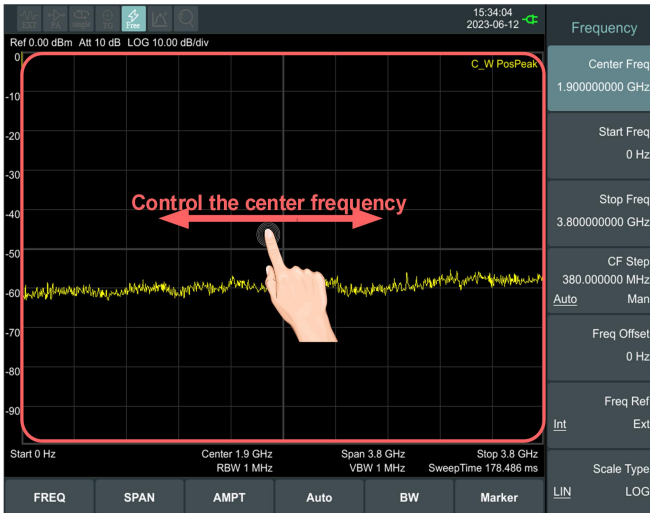 EXT
PA
TG
Free
15:34:04
2023-06-12
Ref 0.00 dBm Att 10 dB LOG 10.00 dB/div
C_W PosPeak
0
-10
-20
-30
-40
-50
-60
-70
-80
-90
Control the center frequency
Start 0 Hz Center 1.9 GHz Span 3.8 GHz Stop 3.8 GHz
RBW 1 MHz VBW 1 MHz SweepTime 178.486 ms
FREQ SPAN AMPT Auto BW Marker
Frequency
Center Freq
1.900000000 GHz
Start Freq
0 Hz
Stop Freq
3.800000000 GHz
CF Step
380.000000 MHz
Auto Man
Freq Offset
0 Hz
Freq Ref
Int Ext
Scale Type
LIN LOG